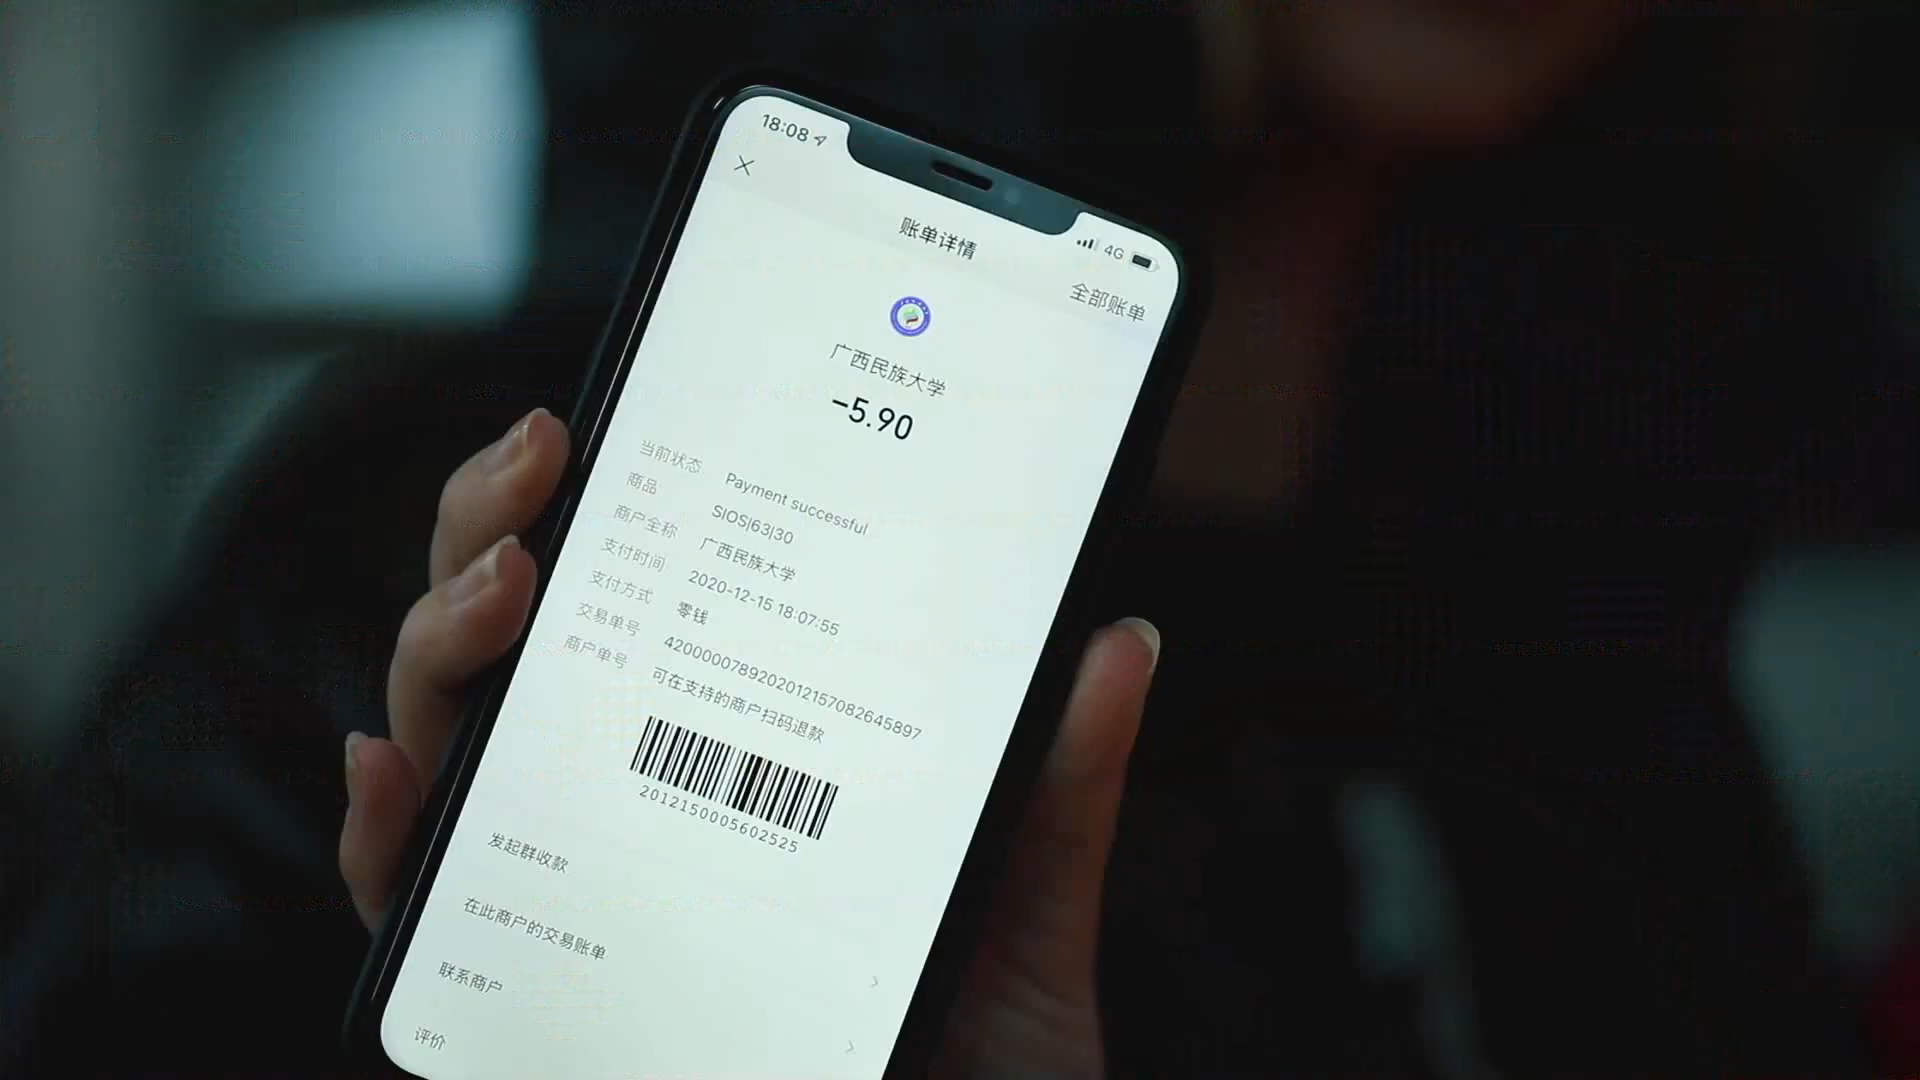 18:08
4G
账单详情
全部账单
广西民族大学
-5.90
当前状态 Payment successful
商品 SIOS|63|30
商户全称 广西民族大学
支付时间 2020-12-15 18:07:55
支付方式 零钱
交易单号 4200000789202012157082645897
商户单号 可在支持的商户扫码退款
2012150005602525
发起群收款
在此商户的交易账单
联系商户
评价